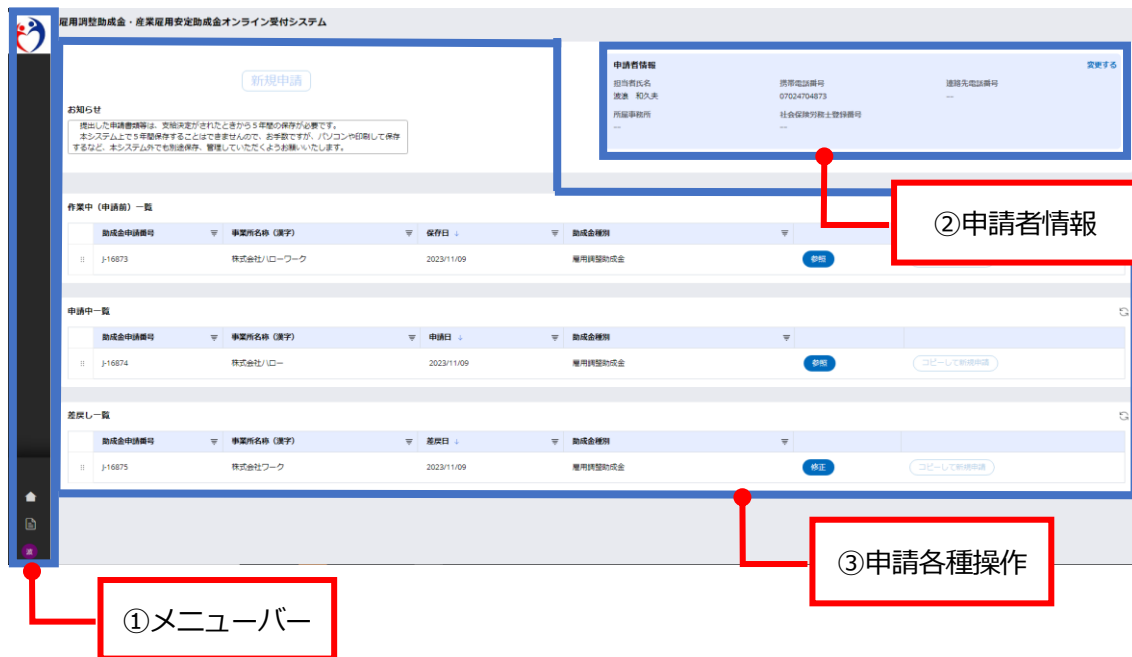 雇用調整助成金・産業雇用安定助成金オンライン受付システム
新規申請
お知らせ
提出した申請書類等は、支給決定がされたときから5年間の保存が必要です。
本システム上で5年間保存することはできませんので、お手数ですが、パソコンや印刷して保存
するなど、本システム外でも別途保存、管理していただくようお願いいたします。
申請者情報
変更する
担当者氏名
携帯電話番号
連絡先電話番号
和久夫
07024704873
---
所属事務所
社会保険労務士登録番号
---
---
②申請者情報
作業中（申請前）一覧
助成金申請番号
事業所名称（漢字）
保存日 ↓
助成金種別
J-16873
株式会社ハローワーク
2023/11/09
雇用調整助成金
参照
申請中一覧
助成金申請番号
事業所名称（漢字）
申請日 ↓
助成金種別
J-16874
株式会社ハロー
2023/11/09
雇用調整助成金
参照
コピーして新規申請
差戻し一覧
助成金申請番号
事業所名称（漢字）
差戻日 ↓
助成金種別
J-16875
株式会社ワーク
2023/11/09
雇用調整助成金
修正
コピーして新規申請
③申請各種操作
①メニューバー